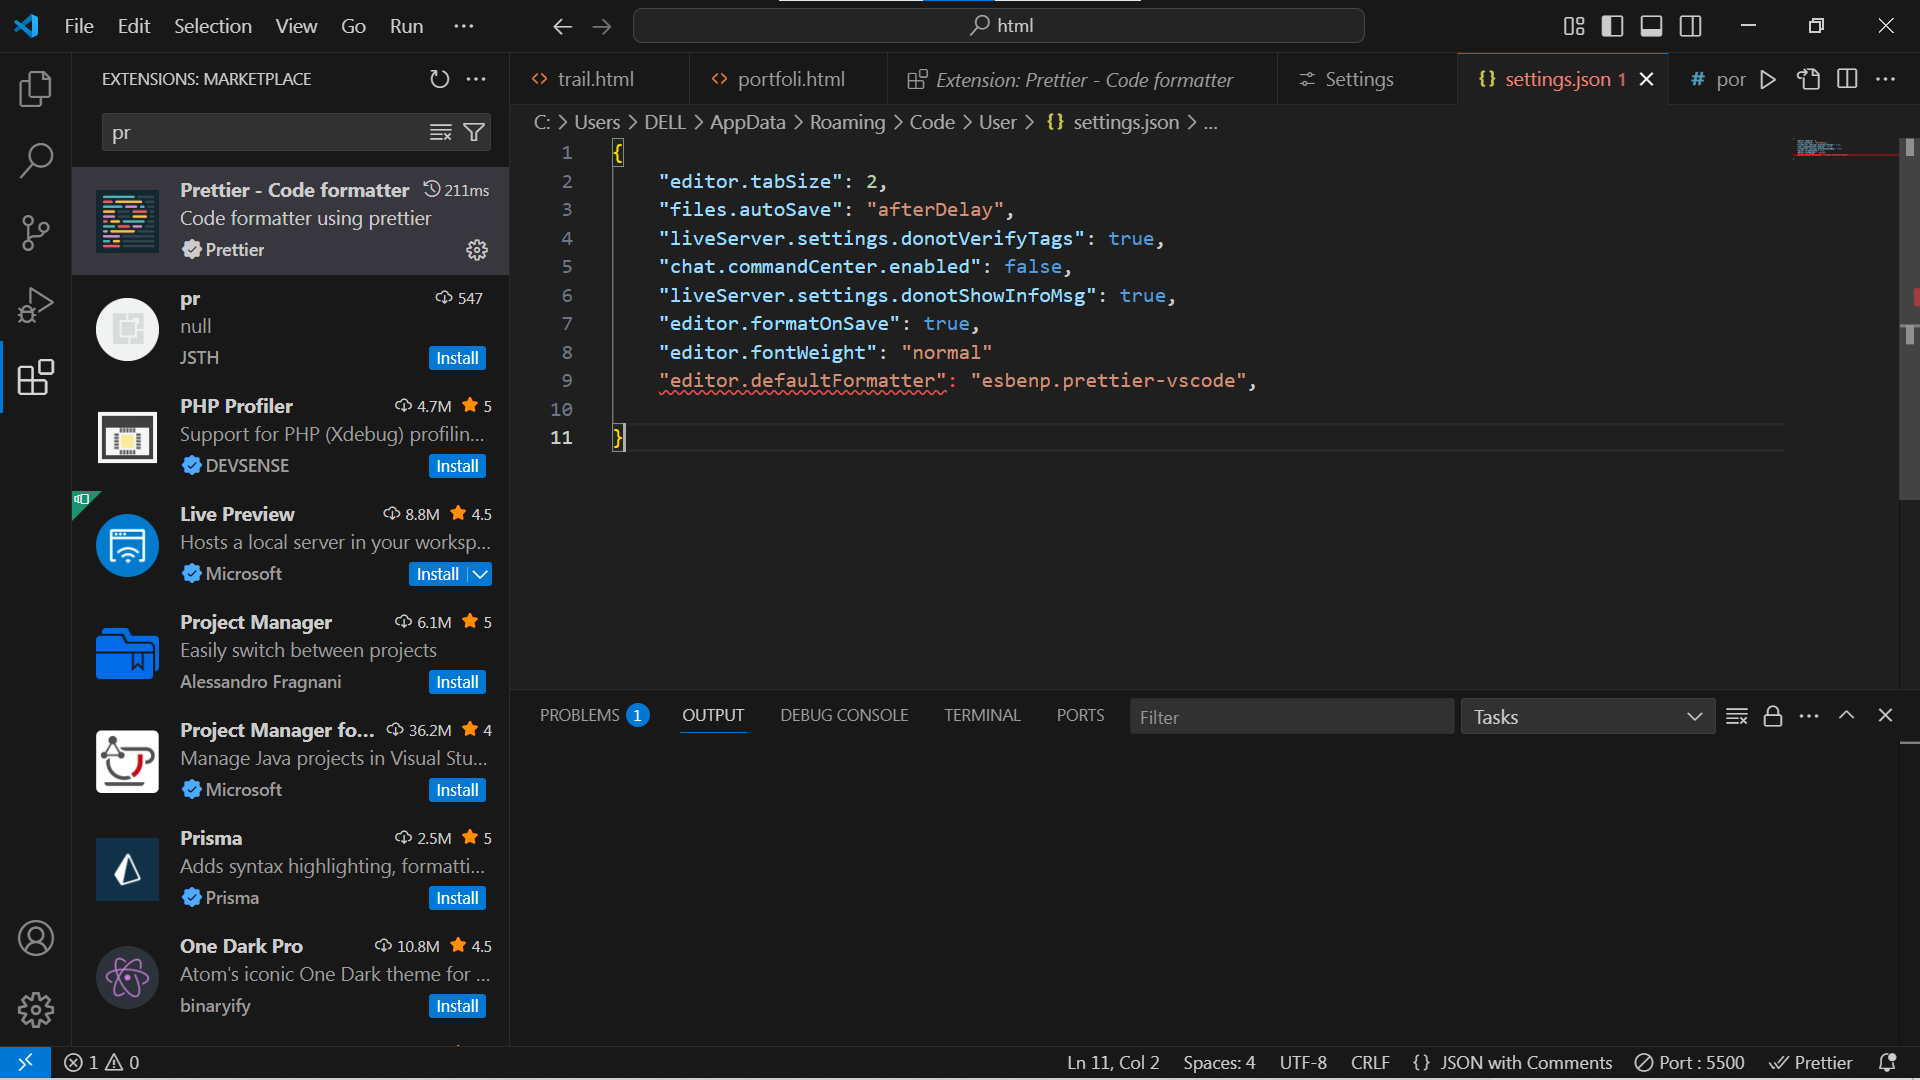 File Edit Selection View Go Run ···
html
EXTENSIONS: MARKETPLACE
pr
Prettier - Code formatter 211ms
Code formatter using prettier
Prettier
pr 547
null
JSTH Install
PHP Profiler 4.7M 5
Support for PHP (Xdebug) profilin...
DEVSENSE Install
Live Preview 8.8M 4.5
Hosts a local server in your worksp...
Microsoft Install
Project Manager 6.1M 5
Easily switch between projects
Alessandro Fragnani Install
Project Manager fo... 36.2M 4
Manage Java projects in Visual Stu...
Microsoft Install
Prisma 2.5M 5
Adds syntax highlighting, formatti...
Prisma Install
One Dark Pro 10.8M 4.5
Atom's iconic One Dark theme for ...
binaryify Install
trail.html portfoli.html Extension: Prettier - Code formatter Settings {} settings.json 1 # por
C: > Users > DELL > AppData > Roaming > Code > User > {} settings.json > ...
1 {
2 "editor.tabSize": 2,
3 "files.autoSave": "afterDelay",
4 "liveServer.settings.donotVerifyTags": true,
5 "chat.commandCenter.enabled": false,
6 "liveServer.settings.donotShowInfoMsg": true,
7 "editor.formatOnSave": true,
8 "editor.fontWeight": "normal"
9 "editor.defaultFormatter": "esbenp.prettier-vscode",
10
11 }
PROBLEMS 1 OUTPUT DEBUG CONSOLE TERMINAL PORTS Filter Tasks
1 0 Ln 11, Col 2 Spaces: 4 UTF-8 CRLF {} JSON with Comments Port : 5500 Prettier